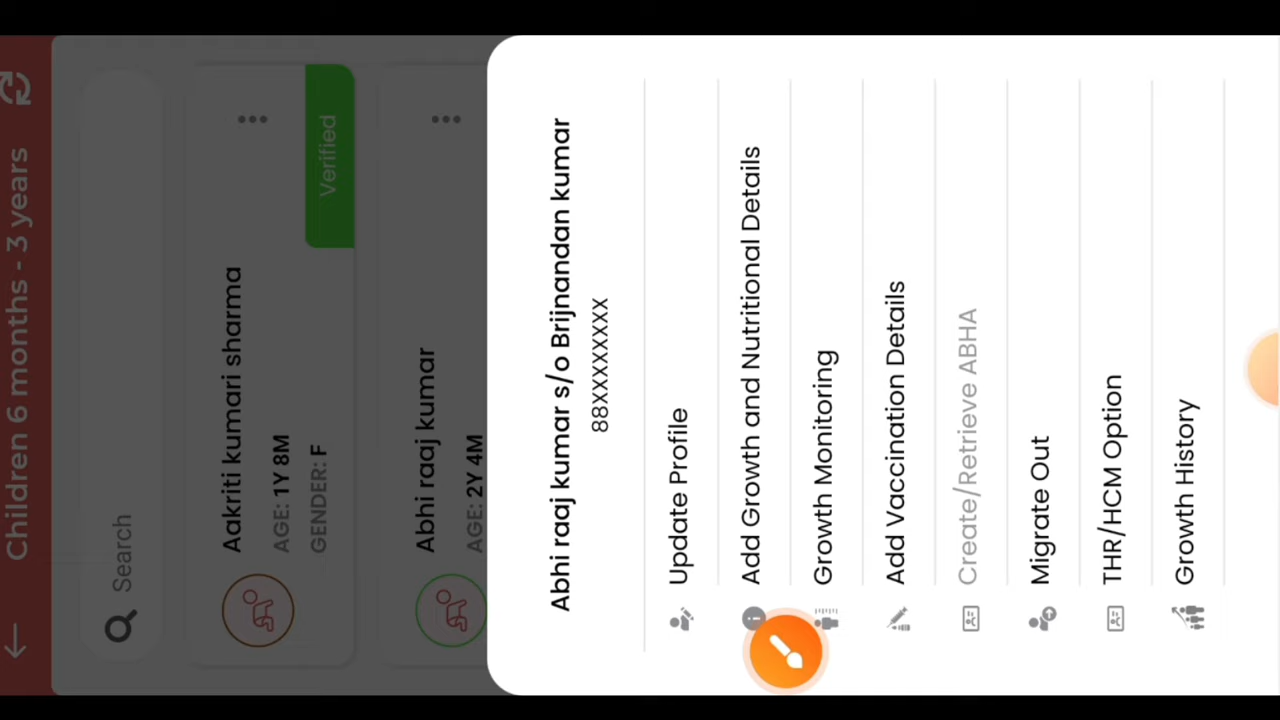 Children 6 months - 3 years
Search
Aakriti kumari sharma
AGE: 1Y 8M
GENDER: F
Verified
Abhi raaj kumar
AGE: 2Y 4M
Abhi raaj kumar s/o Brijnandan kumar
88XXXXXXXX
Update Profile
Add Growth and Nutritional Details
Growth Monitoring
Add Vaccination Details
Create/Retrieve ABHA
Migrate Out
THR/HCM Option
Growth History